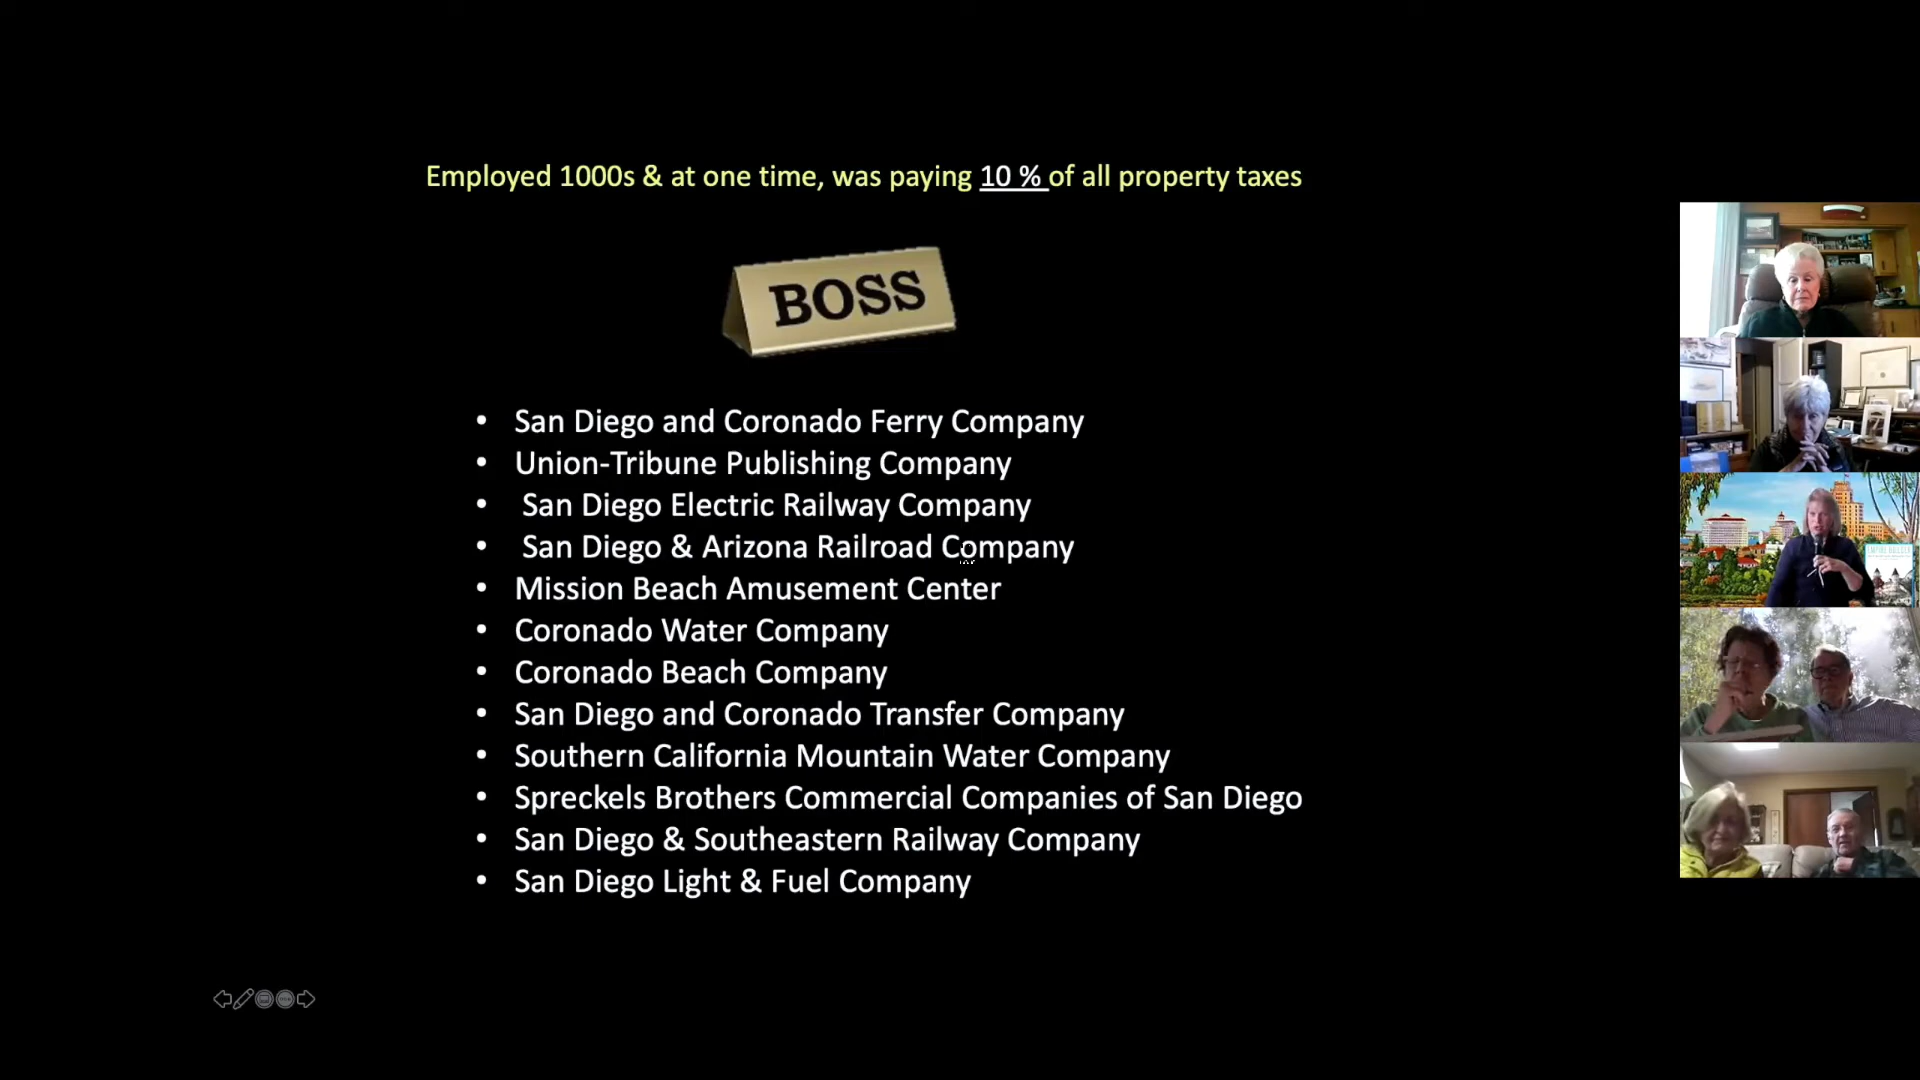 Employed 1000s & at one time, was paying 10 % of all property taxes
BOSS
• San Diego and Coronado Ferry Company
• Union-Tribune Publishing Company
• San Diego Electric Railway Company
• San Diego & Arizona Railroad Company
• Mission Beach Amusement Center
• Coronado Water Company
• Coronado Beach Company
• San Diego and Coronado Transfer Company
• Southern California Mountain Water Company
• Spreckels Brothers Commercial Companies of San Diego
• San Diego & Southeastern Railway Company
• San Diego Light & Fuel Company
EMPIRE BUILDER